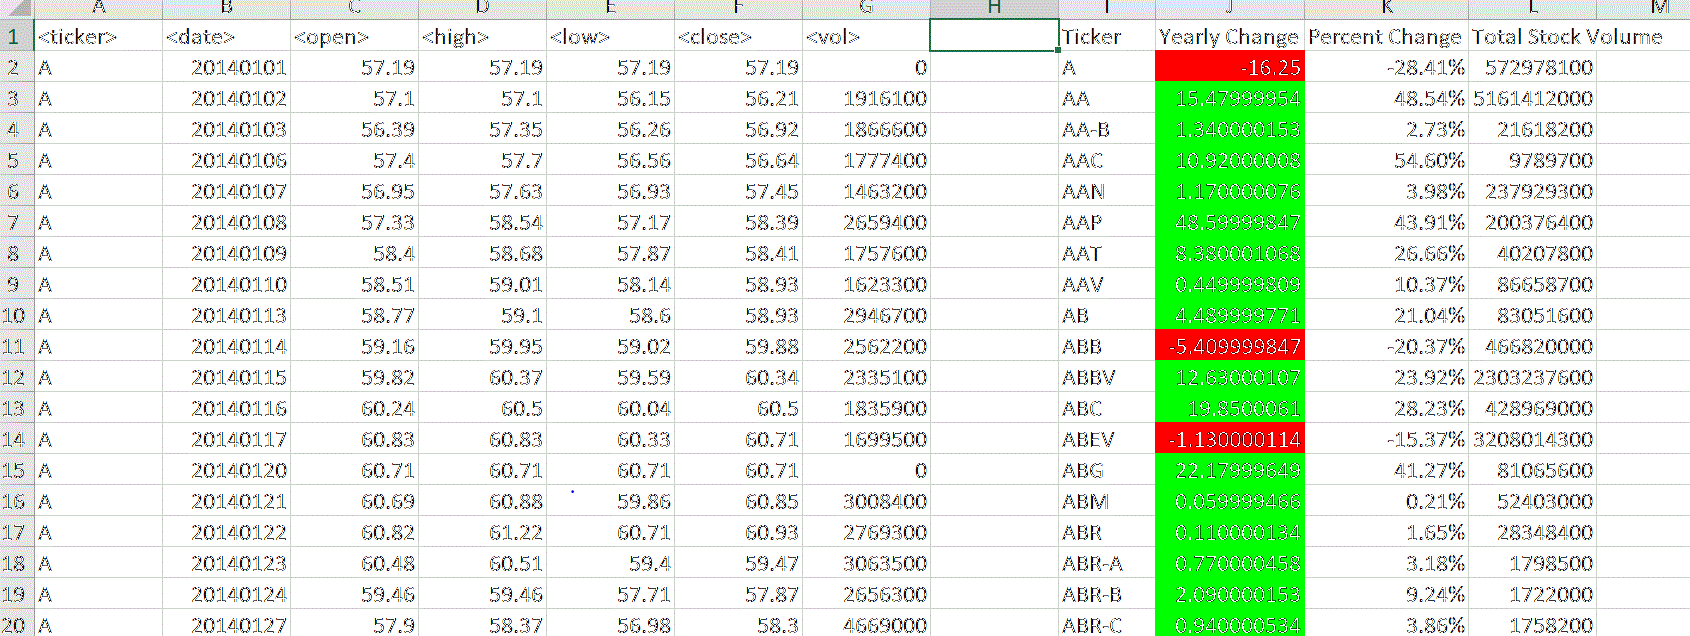 A B C D E F G H I J K L M
1 <ticker> <date> <open> <high> <low> <close> <vol> Ticker Yearly Change Percent Change Total Stock Volume
2 A 20140101 57.19 57.19 57.19 57.19 0 A -16.25 -28.41% 572978100
3 A 20140102 57.1 57.1 56.15 56.21 1916100 AA 15.47999954 48.54% 5161412000
4 A 20140103 56.39 57.35 56.26 56.92 1866600 AA-B 1.340000153 2.73% 21618200
5 A 20140106 57.4 57.7 56.56 56.64 1777400 AAC 10.92000008 54.60% 9789700
6 A 20140107 56.95 57.63 56.93 57.45 1463200 AAN 1.170000076 3.98% 237929300
7 A 20140108 57.33 58.54 57.17 58.39 2659400 AAP 48.59999847 43.91% 200376400
8 A 20140109 58.4 58.68 57.87 58.41 1757600 AAT 8.380001068 26.66% 40207800
9 A 20140110 58.51 59.01 58.14 58.93 1623300 AAV 0.449999809 10.37% 86658700
10 A 20140113 58.77 59.1 58.6 58.93 2946700 AB 4.489999771 21.04% 83051600
11 A 20140114 59.16 59.95 59.02 59.88 2562200 ABB -5.409999847 -20.37% 466820000
12 A 20140115 59.82 60.37 59.59 60.34 2335100 ABBV 12.63000107 23.92% 2303237600
13 A 20140116 60.24 60.5 60.04 60.5 1835900 ABC 19.8500061 28.23% 428969000
14 A 20140117 60.83 60.83 60.33 60.71 1699500 ABEV -1.130000114 -15.37% 3208014300
15 A 20140120 60.71 60.71 60.71 60.71 0 ABG 22.17999649 41.27% 81065600
16 A 20140121 60.69 60.88 59.86 60.85 3008400 ABM 0.059999466 0.21% 52403000
17 A 20140122 60.82 61.22 60.71 60.93 2769300 ABR 0.110000134 1.65% 28348400
18 A 20140123 60.48 60.51 59.4 59.47 3063500 ABR-A 0.770000458 3.18% 1798500
19 A 20140124 59.46 59.46 57.71 57.87 2656300 ABR-B 2.090000153 9.24% 1722000
20 A 20140127 57.9 58.37 56.98 58.3 4669000 ABR-C 0.940000534 3.86% 1758200